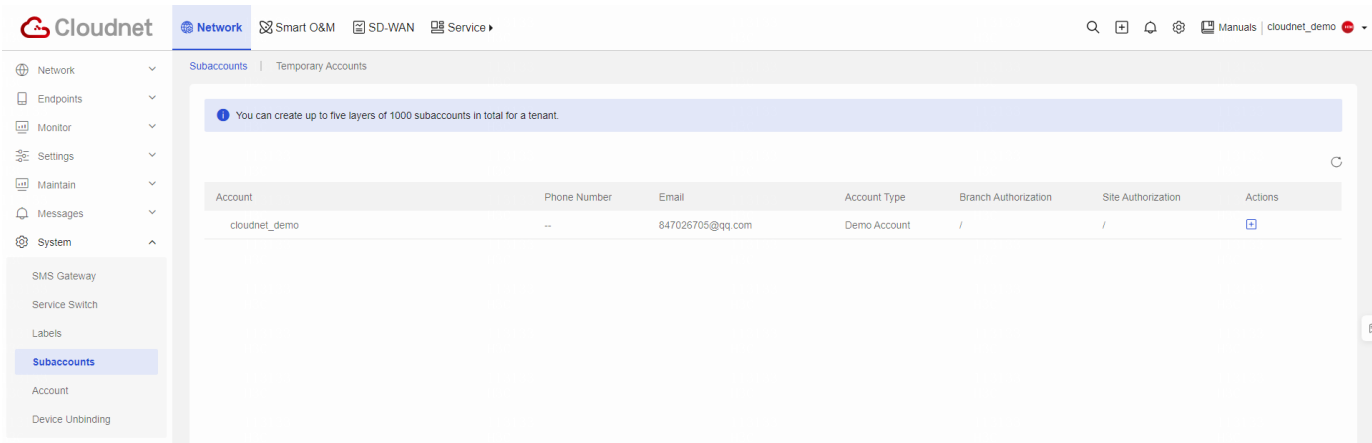 Cloudnet
Network Smart O&M SD-WAN Service
Manuals cloudnet_demo
Network
Endpoints
Monitor
Settings
Maintain
Messages
System
SMS Gateway
Service Switch
Labels
Subaccounts
Account
Device Unbinding
Subaccounts | Temporary Accounts
You can create up to five layers of 1000 subaccounts in total for a tenant.
Account Phone Number Email Account Type Branch Authorization Site Authorization Actions
cloudnet_demo -- 847026705@qq.com Demo Account / /